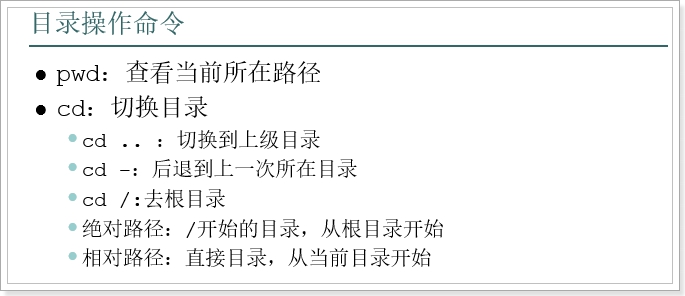 目录操作命令
pwd：查看当前所在路径
cd：切换目录
cd .. ：切换到上级目录
cd –：后退到上一次所在目录
cd /:去根目录
绝对路径：/开始的目录，从根目录开始
相对路径：直接目录，从当前目录开始